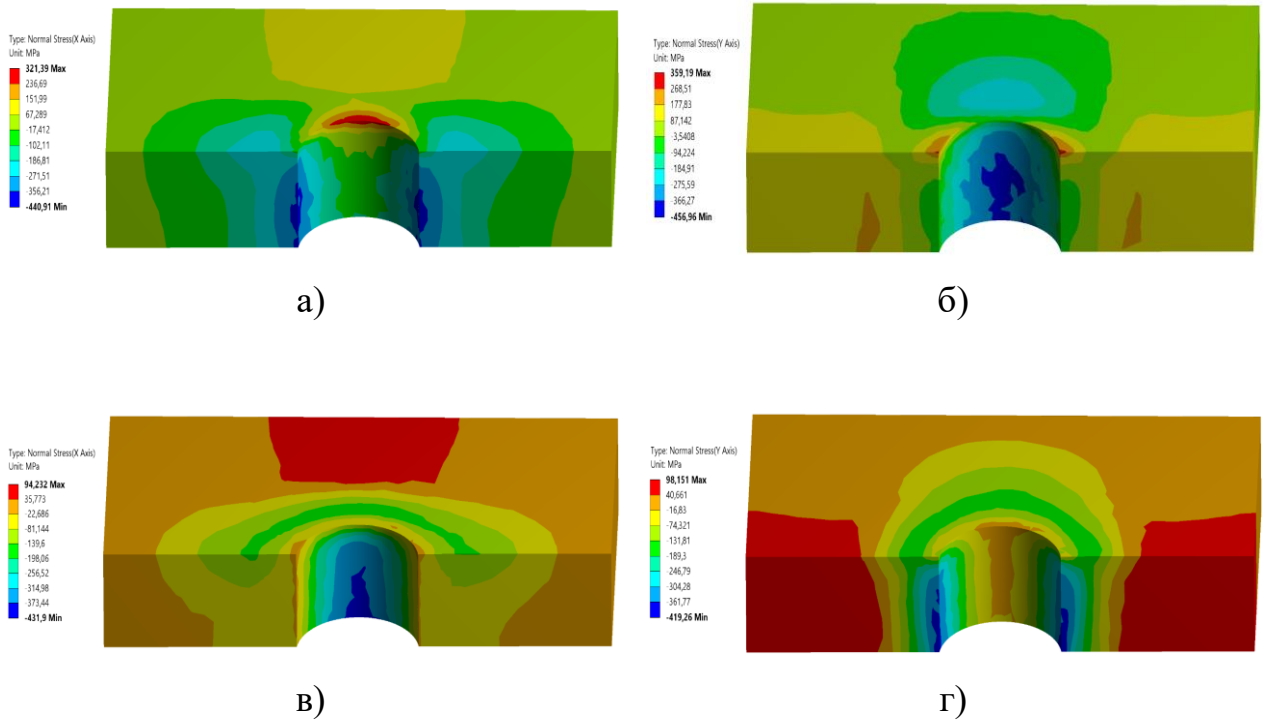 Type: Normal Stress(X Axis)
Unit: MPa
321,39 Max
236,69
151,99
67,289
-17,412
-102,11
-186,81
-271,51
-356,21
-440,91 Min
а)
Type: Normal Stress(Y Axis)
Unit: MPa
359,19 Max
268,51
177,83
87,142
-3,5408
-94,224
-184,91
-275,59
-366,27
-456,96 Min
б)
Type: Normal Stress(X Axis)
Unit: MPa
94,232 Max
35,773
-22,686
-81,144
-139,6
-198,06
-256,52
-314,98
-373,44
-431,9 Min
в)
Type: Normal Stress(Y Axis)
Unit: MPa
98,151 Max
40,661
-16,83
-74,321
-131,81
-189,3
-246,79
-304,28
-361,77
-419,26 Min
г)